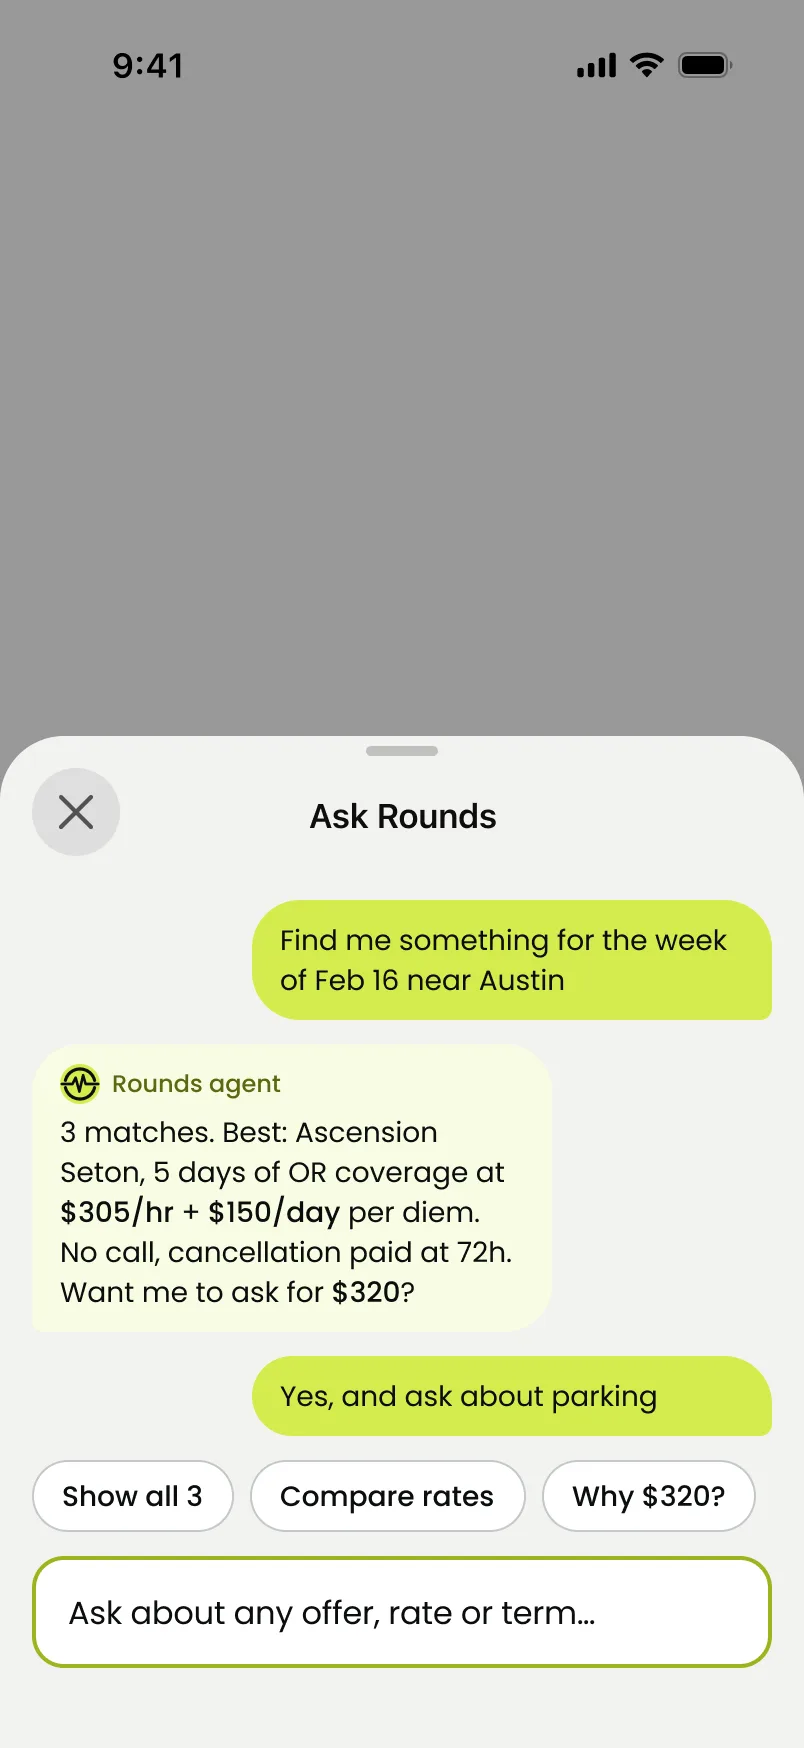 9:41
Ask Rounds
Find me something for the week
of Feb 16 near Austin
Rounds agent
3 matches. Best: Ascension
Seton, 5 days of OR coverage at
$305/hr + $150/day per diem.
No call, cancellation paid at 72h.
Want me to ask for $320?
Yes, and ask about parking
Show all 3
Compare rates
Why $320?
Ask about any offer, rate or term...